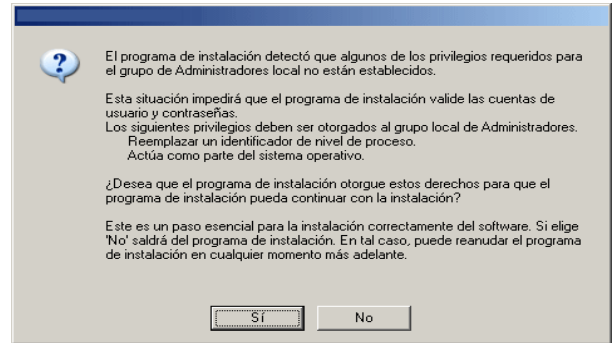 El programa de instalación detectó que algunos de los privilegios requeridos para
el grupo de Administradores local no están establecidos.
Esta situación impedirá que el programa de instalación valide las cuentas de
usuario y contraseñas.
Los siguientes privilegios deben ser otorgados al grupo local de Administradores.
Reemplazar un identificador de nivel de proceso.
Actúa como parte del sistema operativo.
¿Desea que el programa de instalación otorgue estos derechos para que el
programa de instalación pueda continuar con la instalación?
Este es un paso esencial para la instalación correctamente del software. Si elige
'No' saldrá del programa de instalación. En tal caso, puede reanudar el programa
de instalación en cualquier momento más adelante.
Sí No